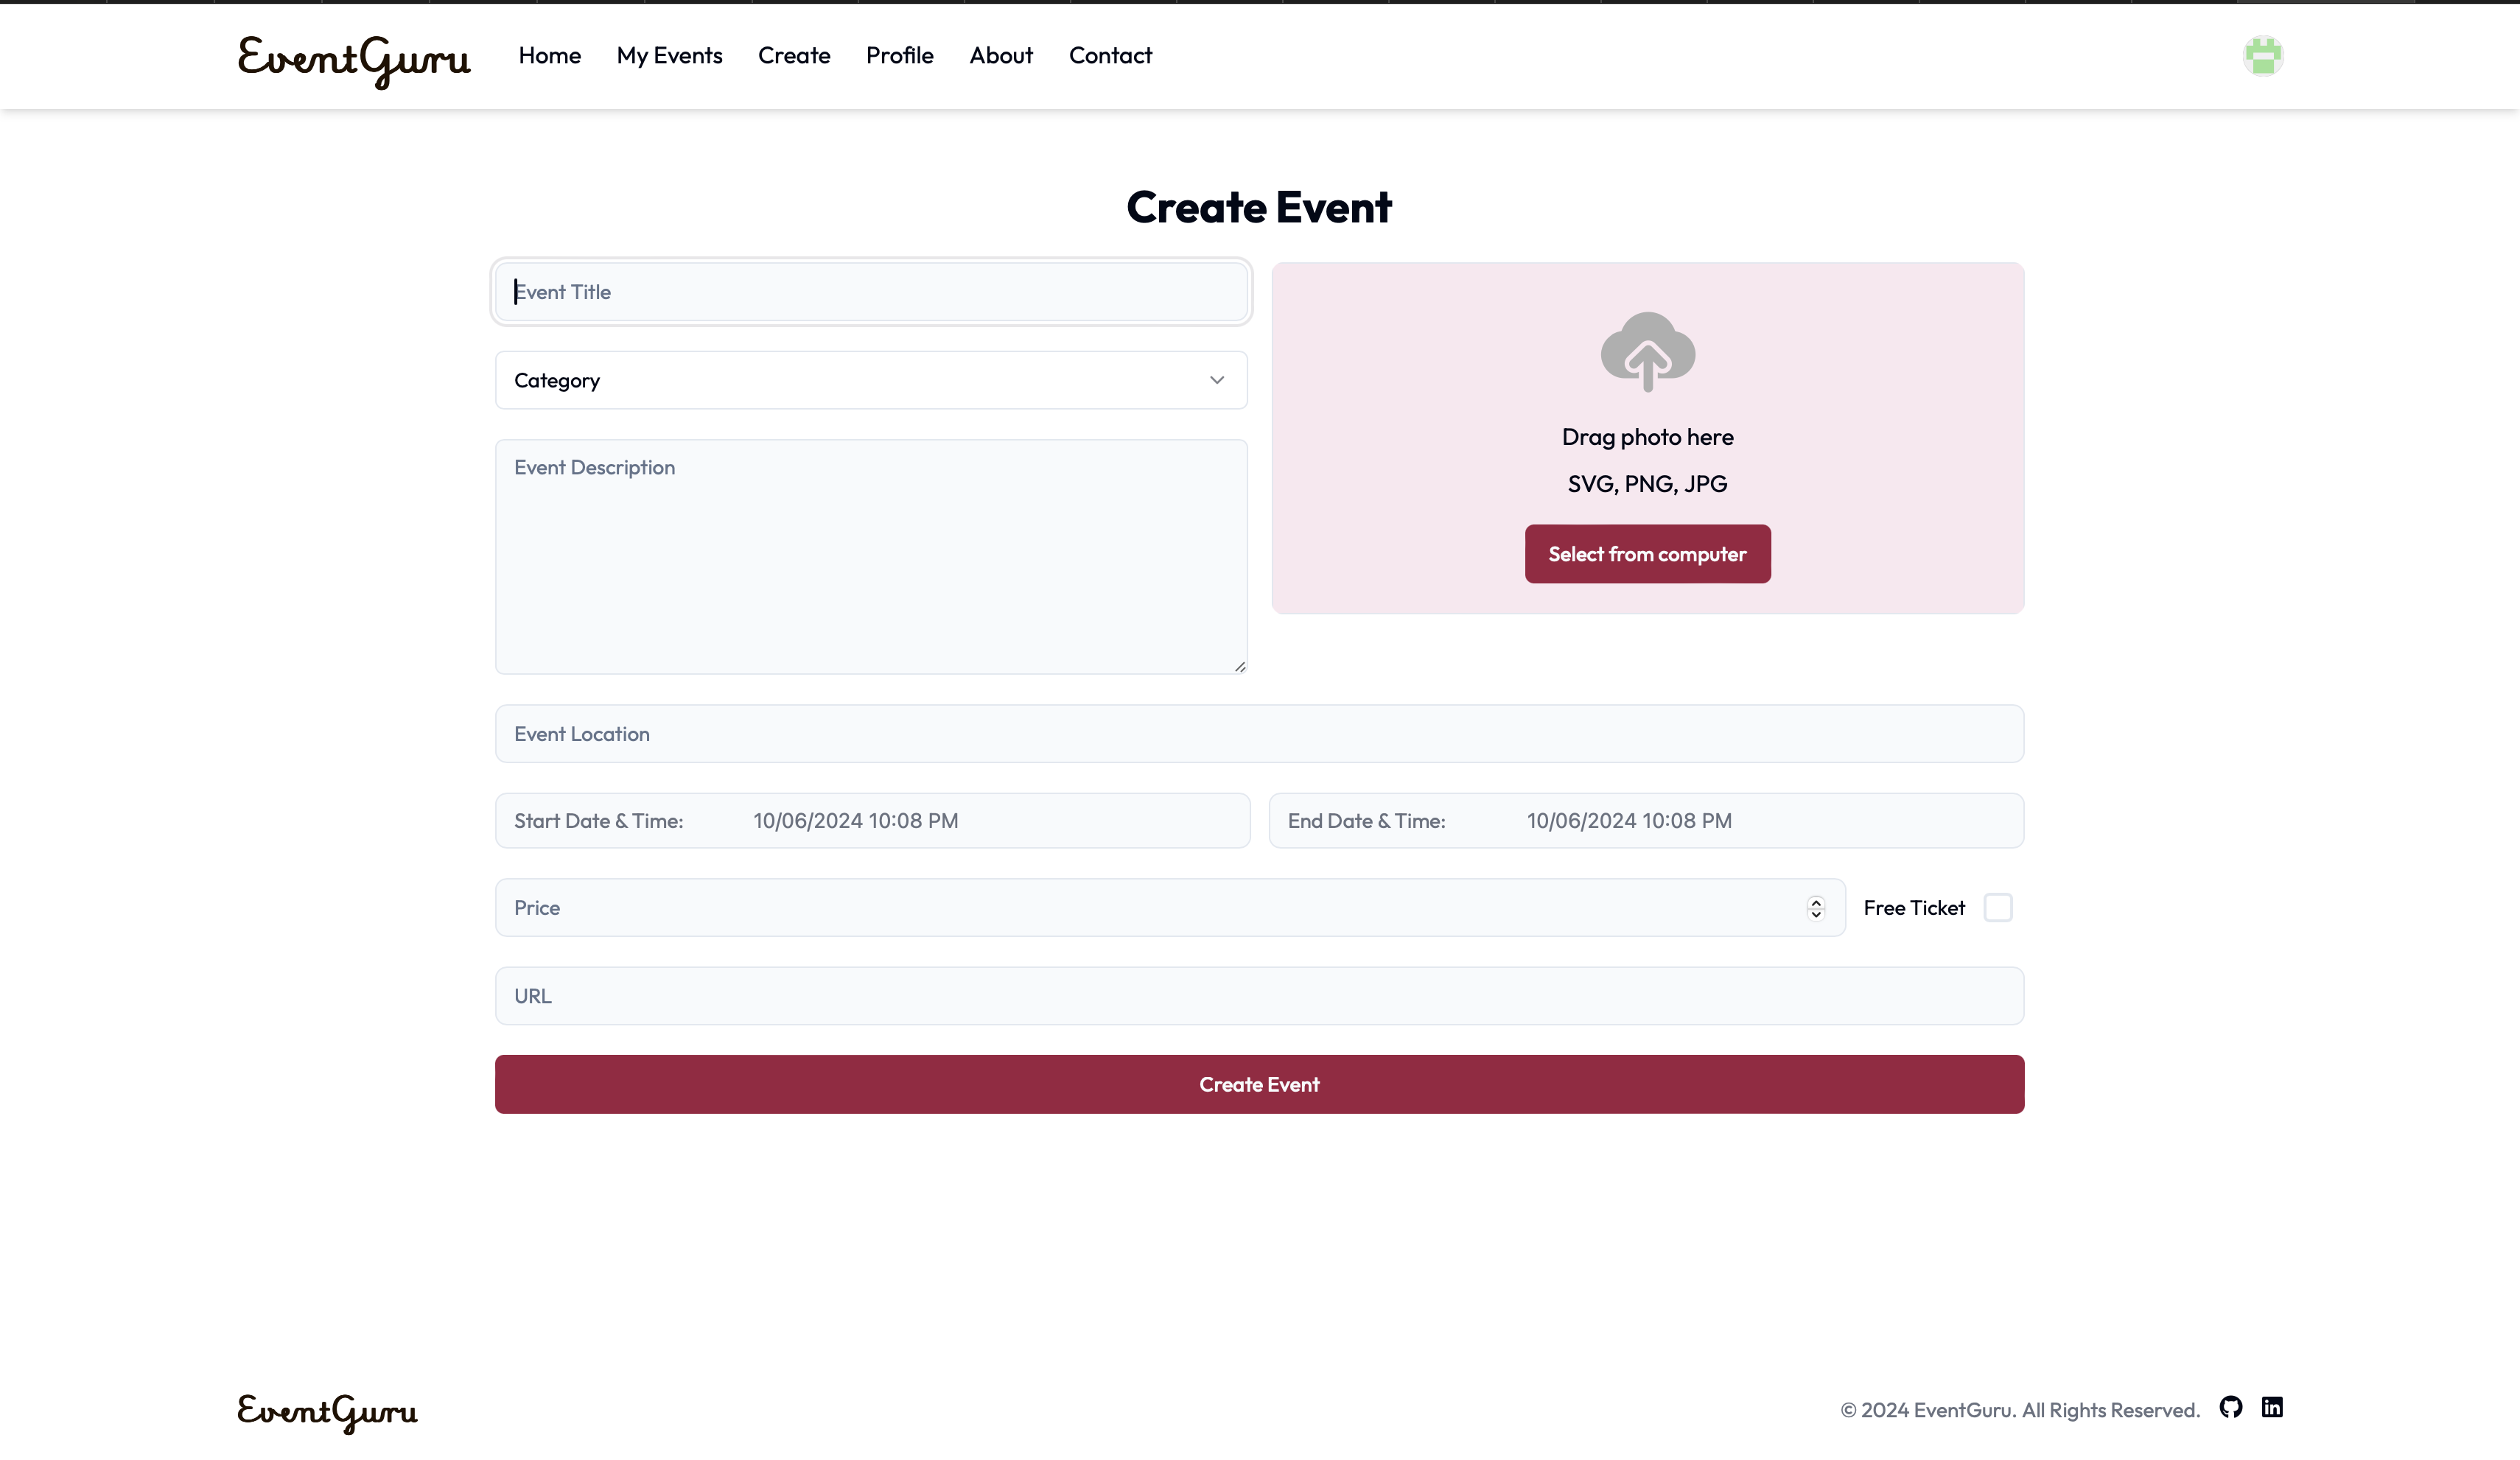 EventGuru Home My Events Create Profile About Contact
Create Event
Event Title
Category
Event Description
Drag photo here
SVG, PNG, JPG
Select from computer
Event Location
Start Date & Time: 10/06/2024 10:08 PM End Date & Time: 10/06/2024 10:08 PM
Price Free Ticket
URL
Create Event
EventGuru © 2024 EventGuru. All Rights Reserved. in